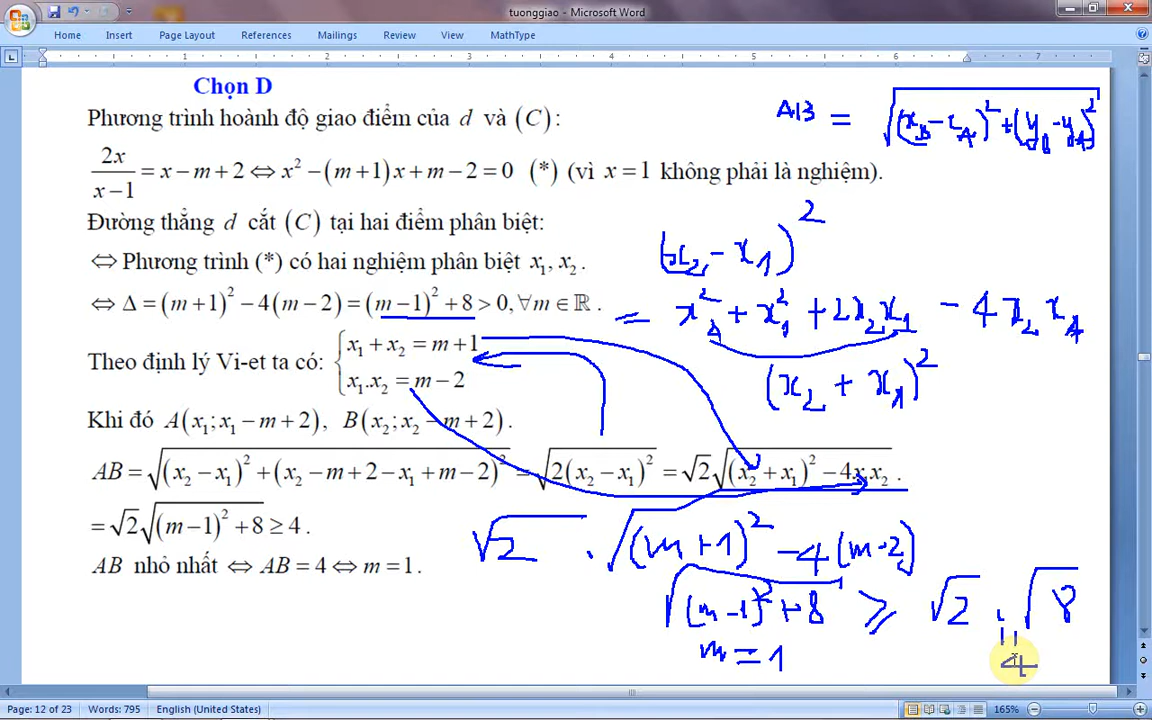 tuonggiao - Microsoft Word
Home Insert Page Layout References Mailings Review View MathType
1 2 3 4 5 6 7
Chọn D
AB = √((x_B - x_A)² + (y_B - y_A)²)
Phương trình hoành độ giao điểm của d và (C):
2x/(x-1) = x - m + 2 ⇔ x² - (m+1)x + m - 2 = 0 (*) (vì x = 1 không phải là nghiệm).
Đường thẳng d cắt (C) tại hai điểm phân biệt:
(x₂ - x₁)²
⇔ Phương trình (*) có hai nghiệm phân biệt x₁, x₂.
⇔ Δ = (m+1)² - 4(m-2) = (m-1)² + 8 > 0, ∀m ∈ ℝ.
= x₂² + x₁² + 2x₂x₁ - 4x₂x₁
Theo định lý Vi-et ta có: { x₁ + x₂ = m + 1
x₁.x₂ = m - 2
(x₂ + x₁)²
Khi đó A(x₁; x₁ - m + 2), B(x₂; x₂ - m + 2).
AB = √((x₂ - x₁)² + (x₂ - m + 2 - x₁ + m - 2)²) = √(2(x₂ - x₁)²) = √2√((x₂ + x₁)² - 4x₁x₂).
= √2√((m-1)² + 8) ≥ 4.
√2 . √((m+1)² - 4(m-2))
AB nhỏ nhất ⇔ AB = 4 ⇔ m = 1.
√((m-1)² + 8) ≥ √2 . √8
m = 1
4
Page: 12 of 23 Words: 795 English (United States) 165%